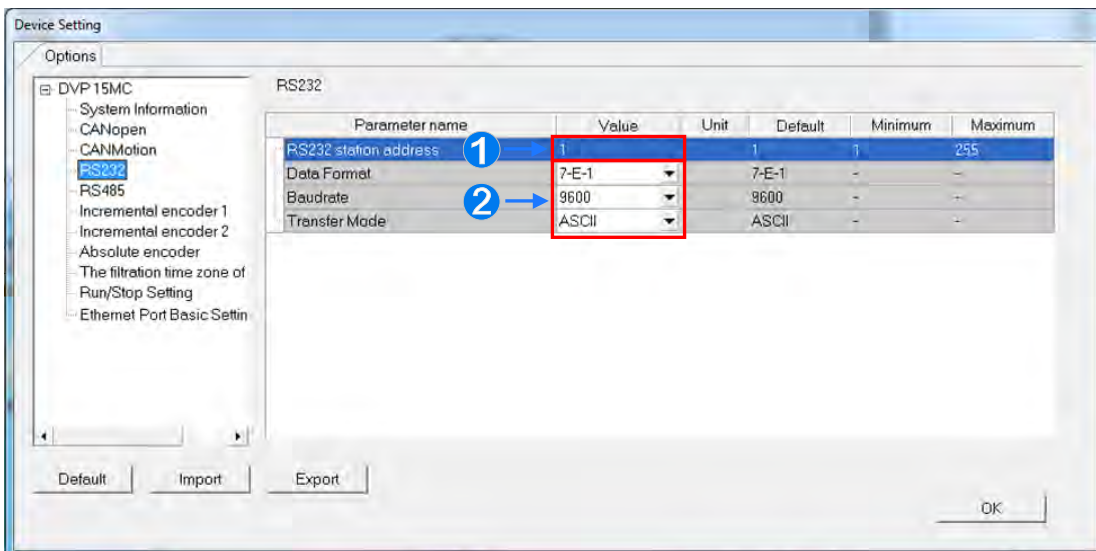 Device Setting
Options
DVP 15MC
System Information
CANopen
CANMotion
RS232
RS485
Incremental encoder 1
Incremental encoder 2
Absolute encoder
The filtration time zone of
Run/Stop Setting
Ethernet Port Basic Settin
RS232
Parameter name Value Unit Default Minimum Maximum
RS232 station address 1 1 1 1 255
Data Format 7-E-1 7-E-1 - -
Baudrate 2 9600 9600 - -
Transfer Mode ASCII ASCII - -
Default Import Export
OK